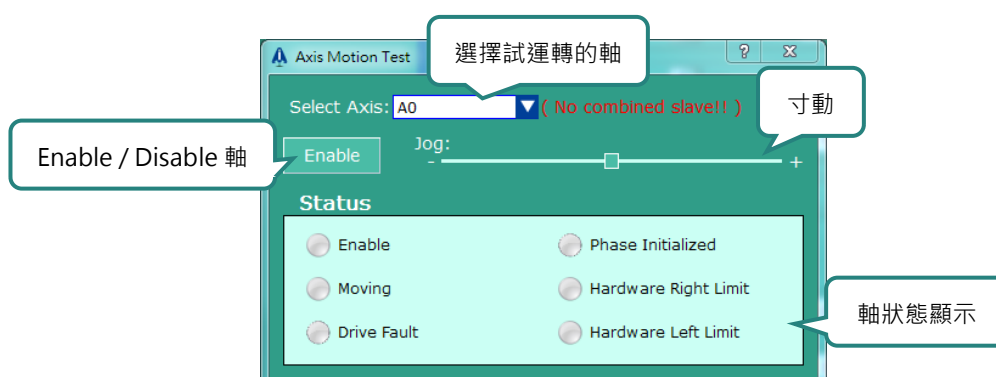 Axis Motion Test
選擇試運轉的軸
Select Axis: A0 ( No combined slave!! )
寸動
Enable / Disable 軸
Enable
Jog:
- +
Status
Enable
Phase Initialized
Moving
Hardware Right Limit
Drive Fault
Hardware Left Limit
軸狀態顯示